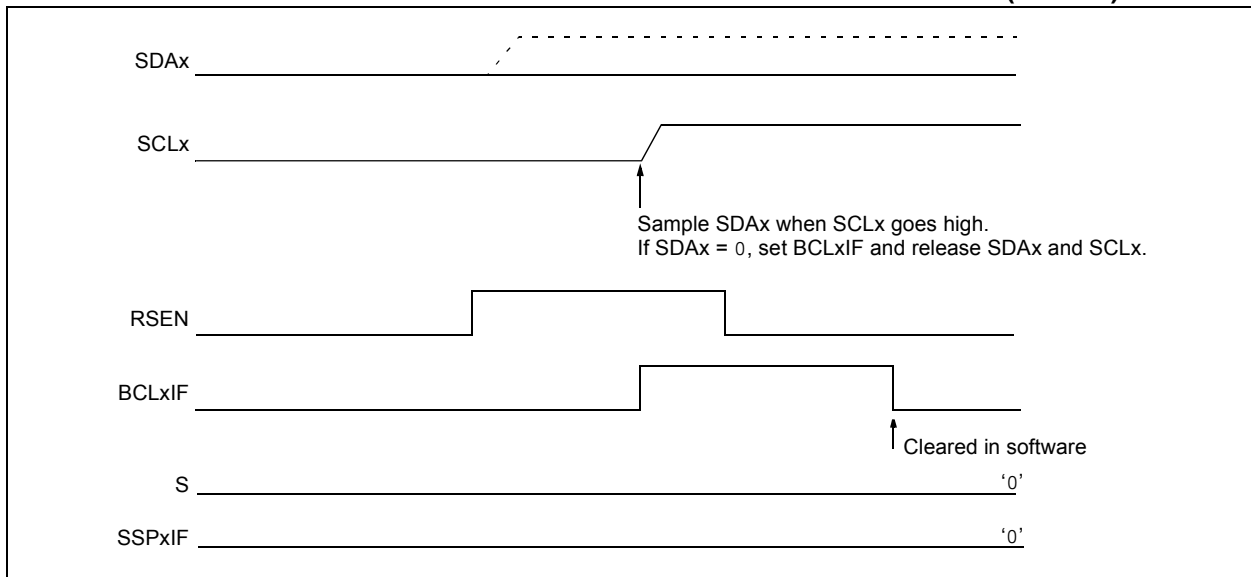 SDAx
SCLx
Sample SDAx when SCLx goes high.
If SDAx = 0, set BCLxIF and release SDAx and SCLx.
RSEN
BCLxIF
Cleared in software
S
‘0’
SSPxIF
‘0’